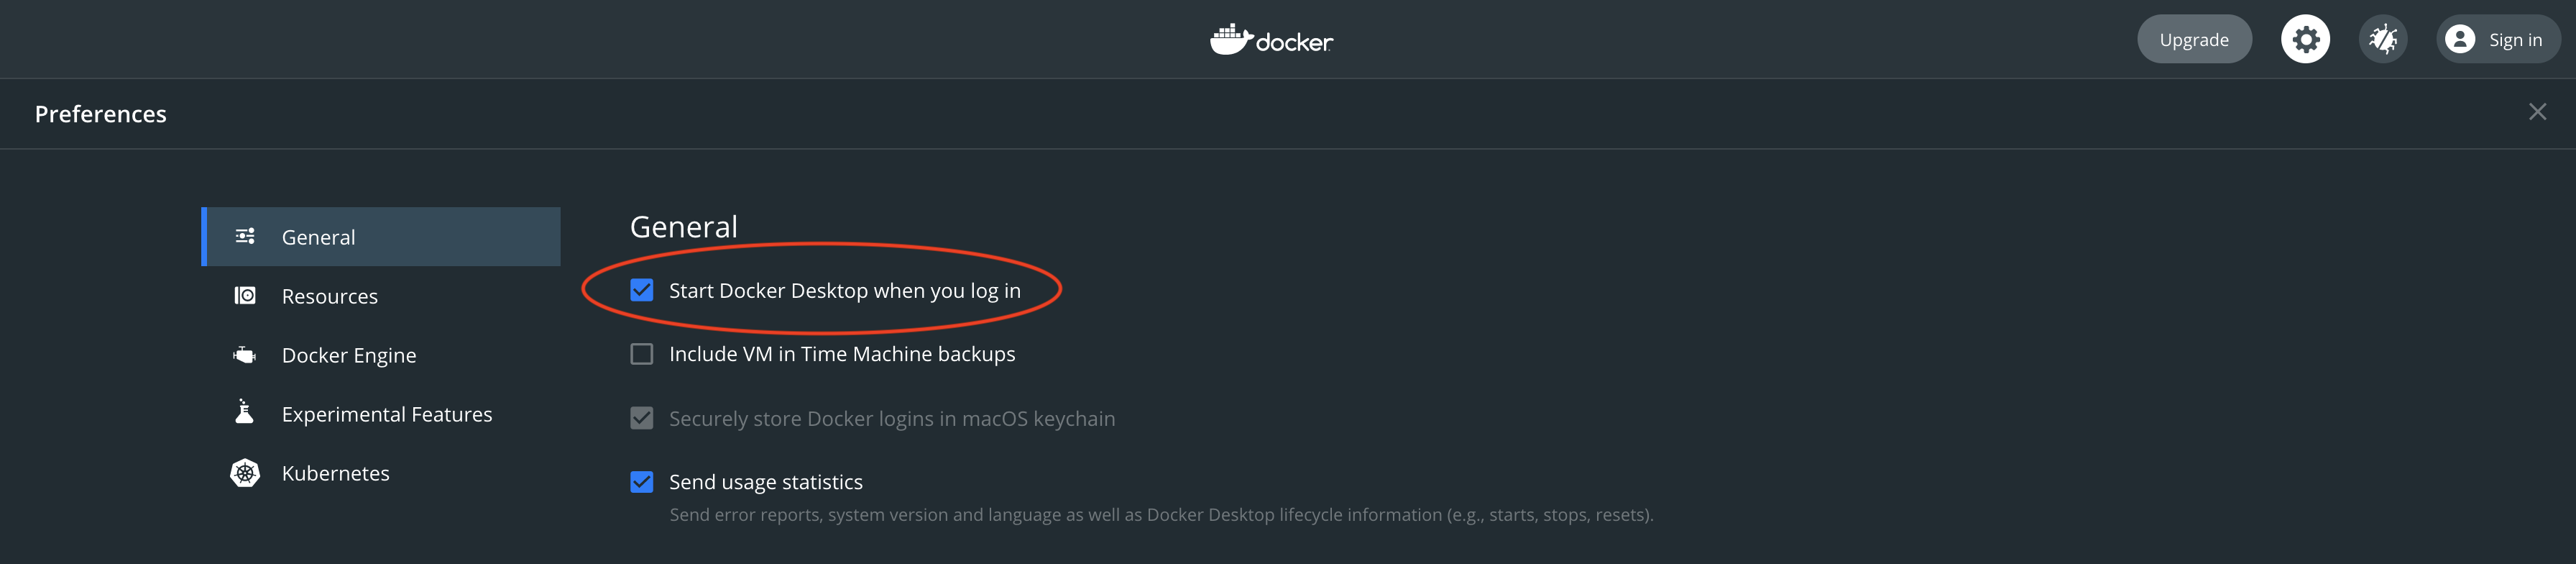 docker
Upgrade
Sign in
Preferences
General
Resources
Docker Engine
Experimental Features
Kubernetes
General
Start Docker Desktop when you log in
Include VM in Time Machine backups
Securely store Docker logins in macOS keychain
Send usage statistics
Send error reports, system version and language as well as Docker Desktop lifecycle information (e.g., starts, stops, resets).